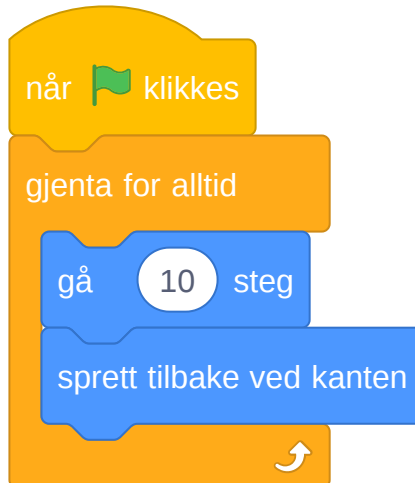 når klikkes
gjenta for alltid
gå 10 steg
sprett tilbake ved kanten